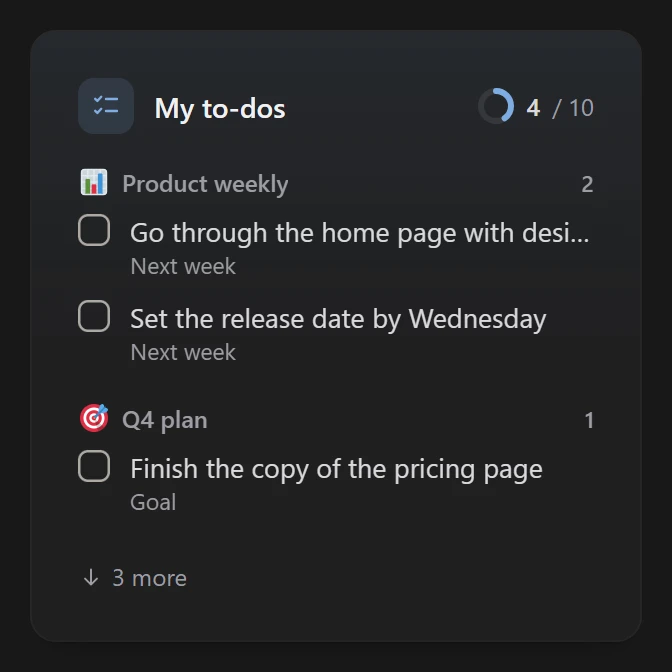 My to-dos
4 / 10
Product weekly
2
Go through the home page with desi...
Next week
Set the release date by Wednesday
Next week
Q4 plan
1
Finish the copy of the pricing page
Goal
3 more